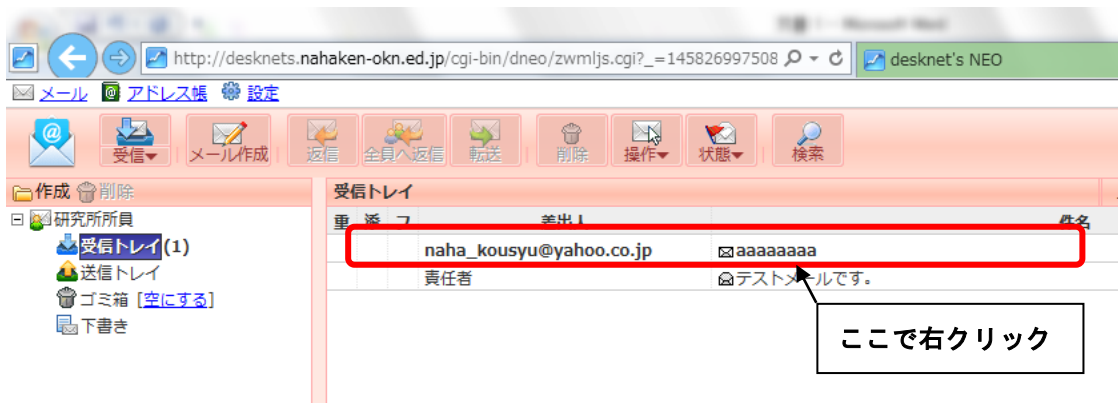 http://desknets.nahaken-okn.ed.jp/cgi-bin/dneo/zwmljs.cgi?_=145826997508 desknet's NEO
メール アドレス帳 設定
受信▼ メール作成 返信 全員へ返信 転送 削除 操作▼ 状態▼ 検索
作成 削除 受信トレイ
研究所所員 重 添 フ 差出人 件名
受信トレイ(1) naha_kousyu@yahoo.co.jp aaaaaaaa
送信トレイ 責任者 テストメールです。
ゴミ箱 [空にする]
下書き
ここで右クリック